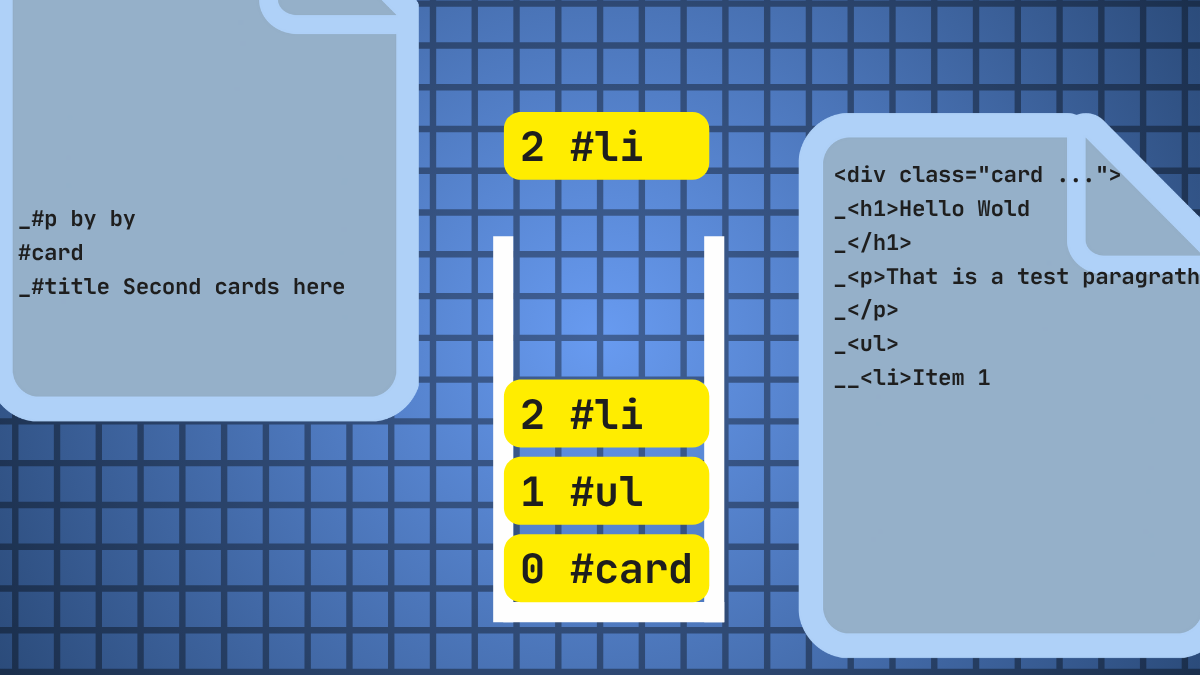 _#p by by
#card
_#title Second cards here
2 #li
2 #li
1 #ul
0 #card
<div class="card ...">
_<h1>Hello Wold
_</h1>
_<p>That is a test paragrath
_</p>
_<ul>
__<li>Item 1